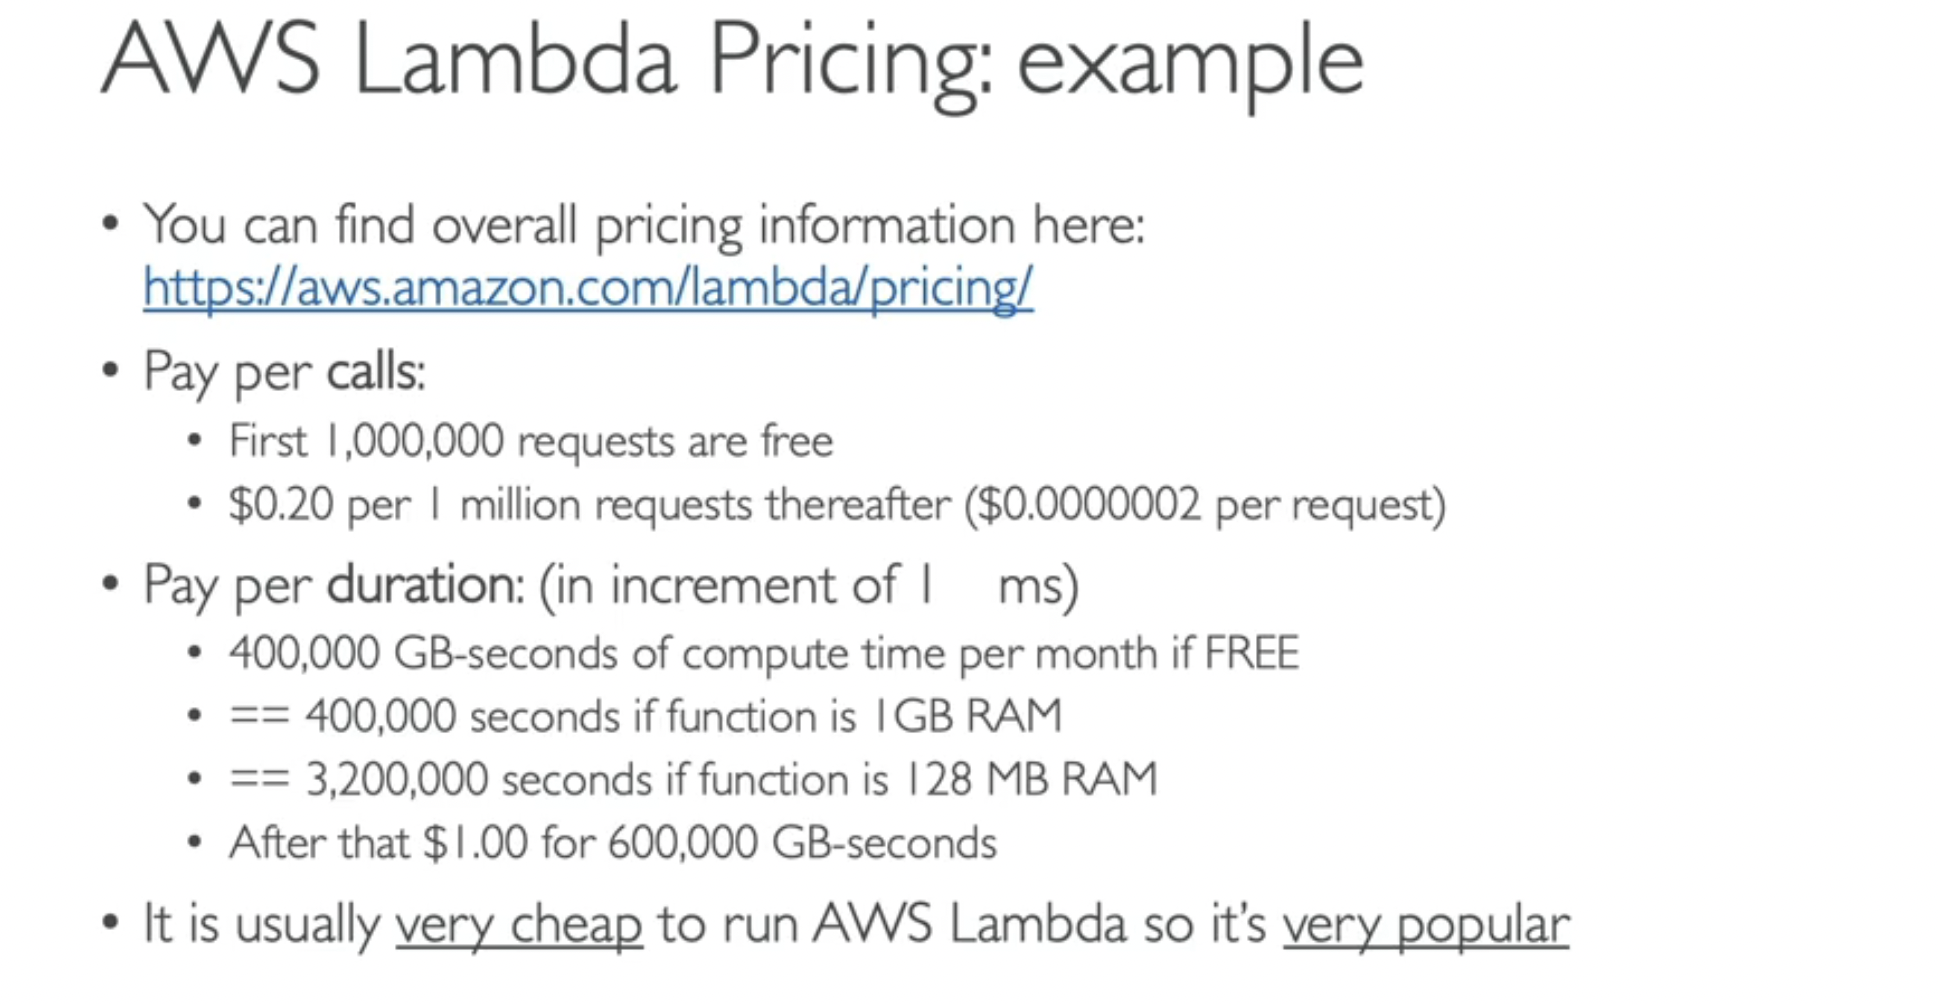 AWS Lambda Pricing: example
• You can find overall pricing information here:
https://aws.amazon.com/lambda/pricing/
• Pay per calls:
• First 1,000,000 requests are free
• $0.20 per 1 million requests thereafter ($0.0000002 per request)
• Pay per duration: (in increment of 1 ms)
• 400,000 GB-seconds of compute time per month if FREE
• == 400,000 seconds if function is 1GB RAM
• == 3,200,000 seconds if function is 128 MB RAM
• After that $1.00 for 600,000 GB-seconds
• It is usually very cheap to run AWS Lambda so it's very popular